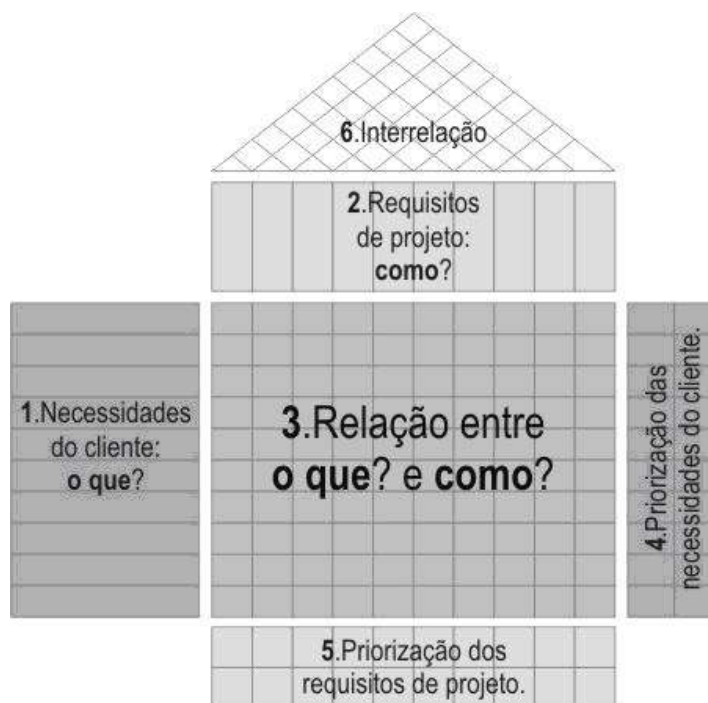 6.Interrelação
2.Requisitos
de projeto:
como?
1.Necessidades
do cliente:
o que?
3.Relação entre
o que? e como?
4.Priorização das
necessidades do cliente.
5.Priorização dos
requisitos de projeto.